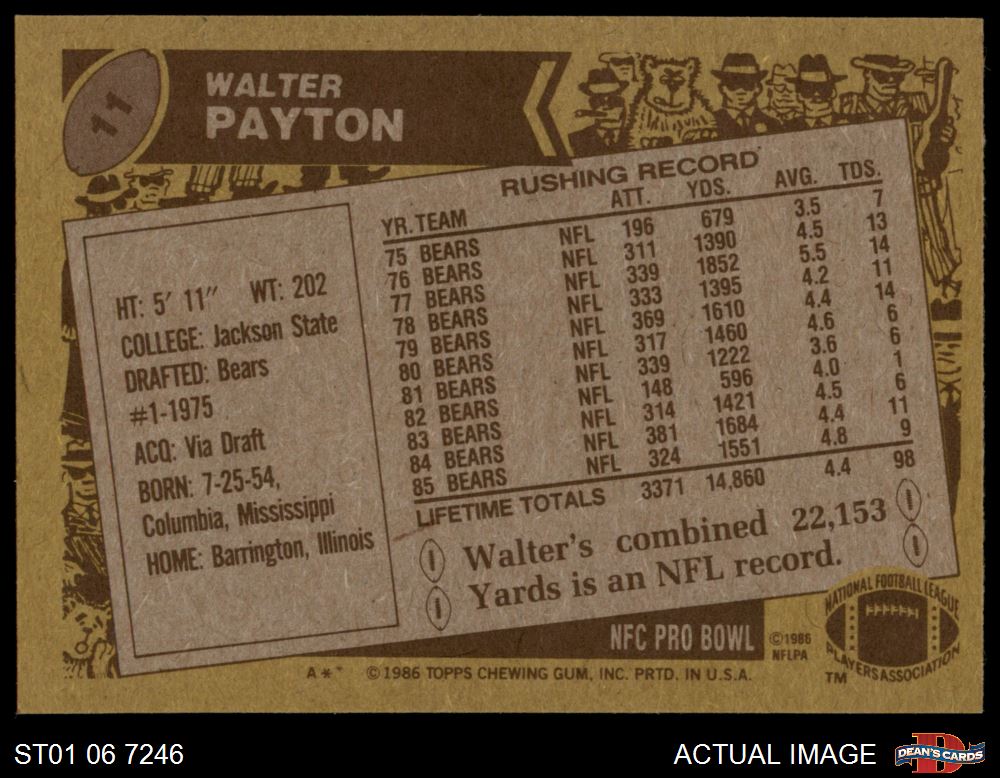 11
WALTER
PAYTON
HT: 5' 11" WT: 202
COLLEGE: Jackson State
DRAFTED: Bears
#1-1975
ACQ: Via Draft
BORN: 7-25-54,
Columbia, Mississippi
HOME: Barrington, Illinois
RUSHING RECORD
YR. TEAM ATT. YDS. AVG. TDS.
75 BEARS NFL 196 679 3.5 7
76 BEARS NFL 311 1390 4.5 13
77 BEARS NFL 339 1852 5.5 14
78 BEARS NFL 333 1395 4.2 11
79 BEARS NFL 369 1610 4.4 14
80 BEARS NFL 317 1460 4.6 6
81 BEARS NFL 339 1222 3.6 6
82 BEARS NFL 148 596 4.0 1
83 BEARS NFL 314 1421 4.5 6
84 BEARS NFL 381 1684 4.4 11
85 BEARS NFL 324 1551 4.8 9
LIFETIME TOTALS 3371 14,860 4.4 98
Walter's combined 22,153
Yards is an NFL record.
NFC PRO BOWL
©1986
NFLPA
NATIONAL FOOTBALL LEAGUE
PLAYERS ASSOCIATION
TM
A** ©1986 TOPPS CHEWING GUM, INC. PRTD. IN U.S.A.
ST01 06 7246
ACTUAL IMAGE
DEAN'S CARDS